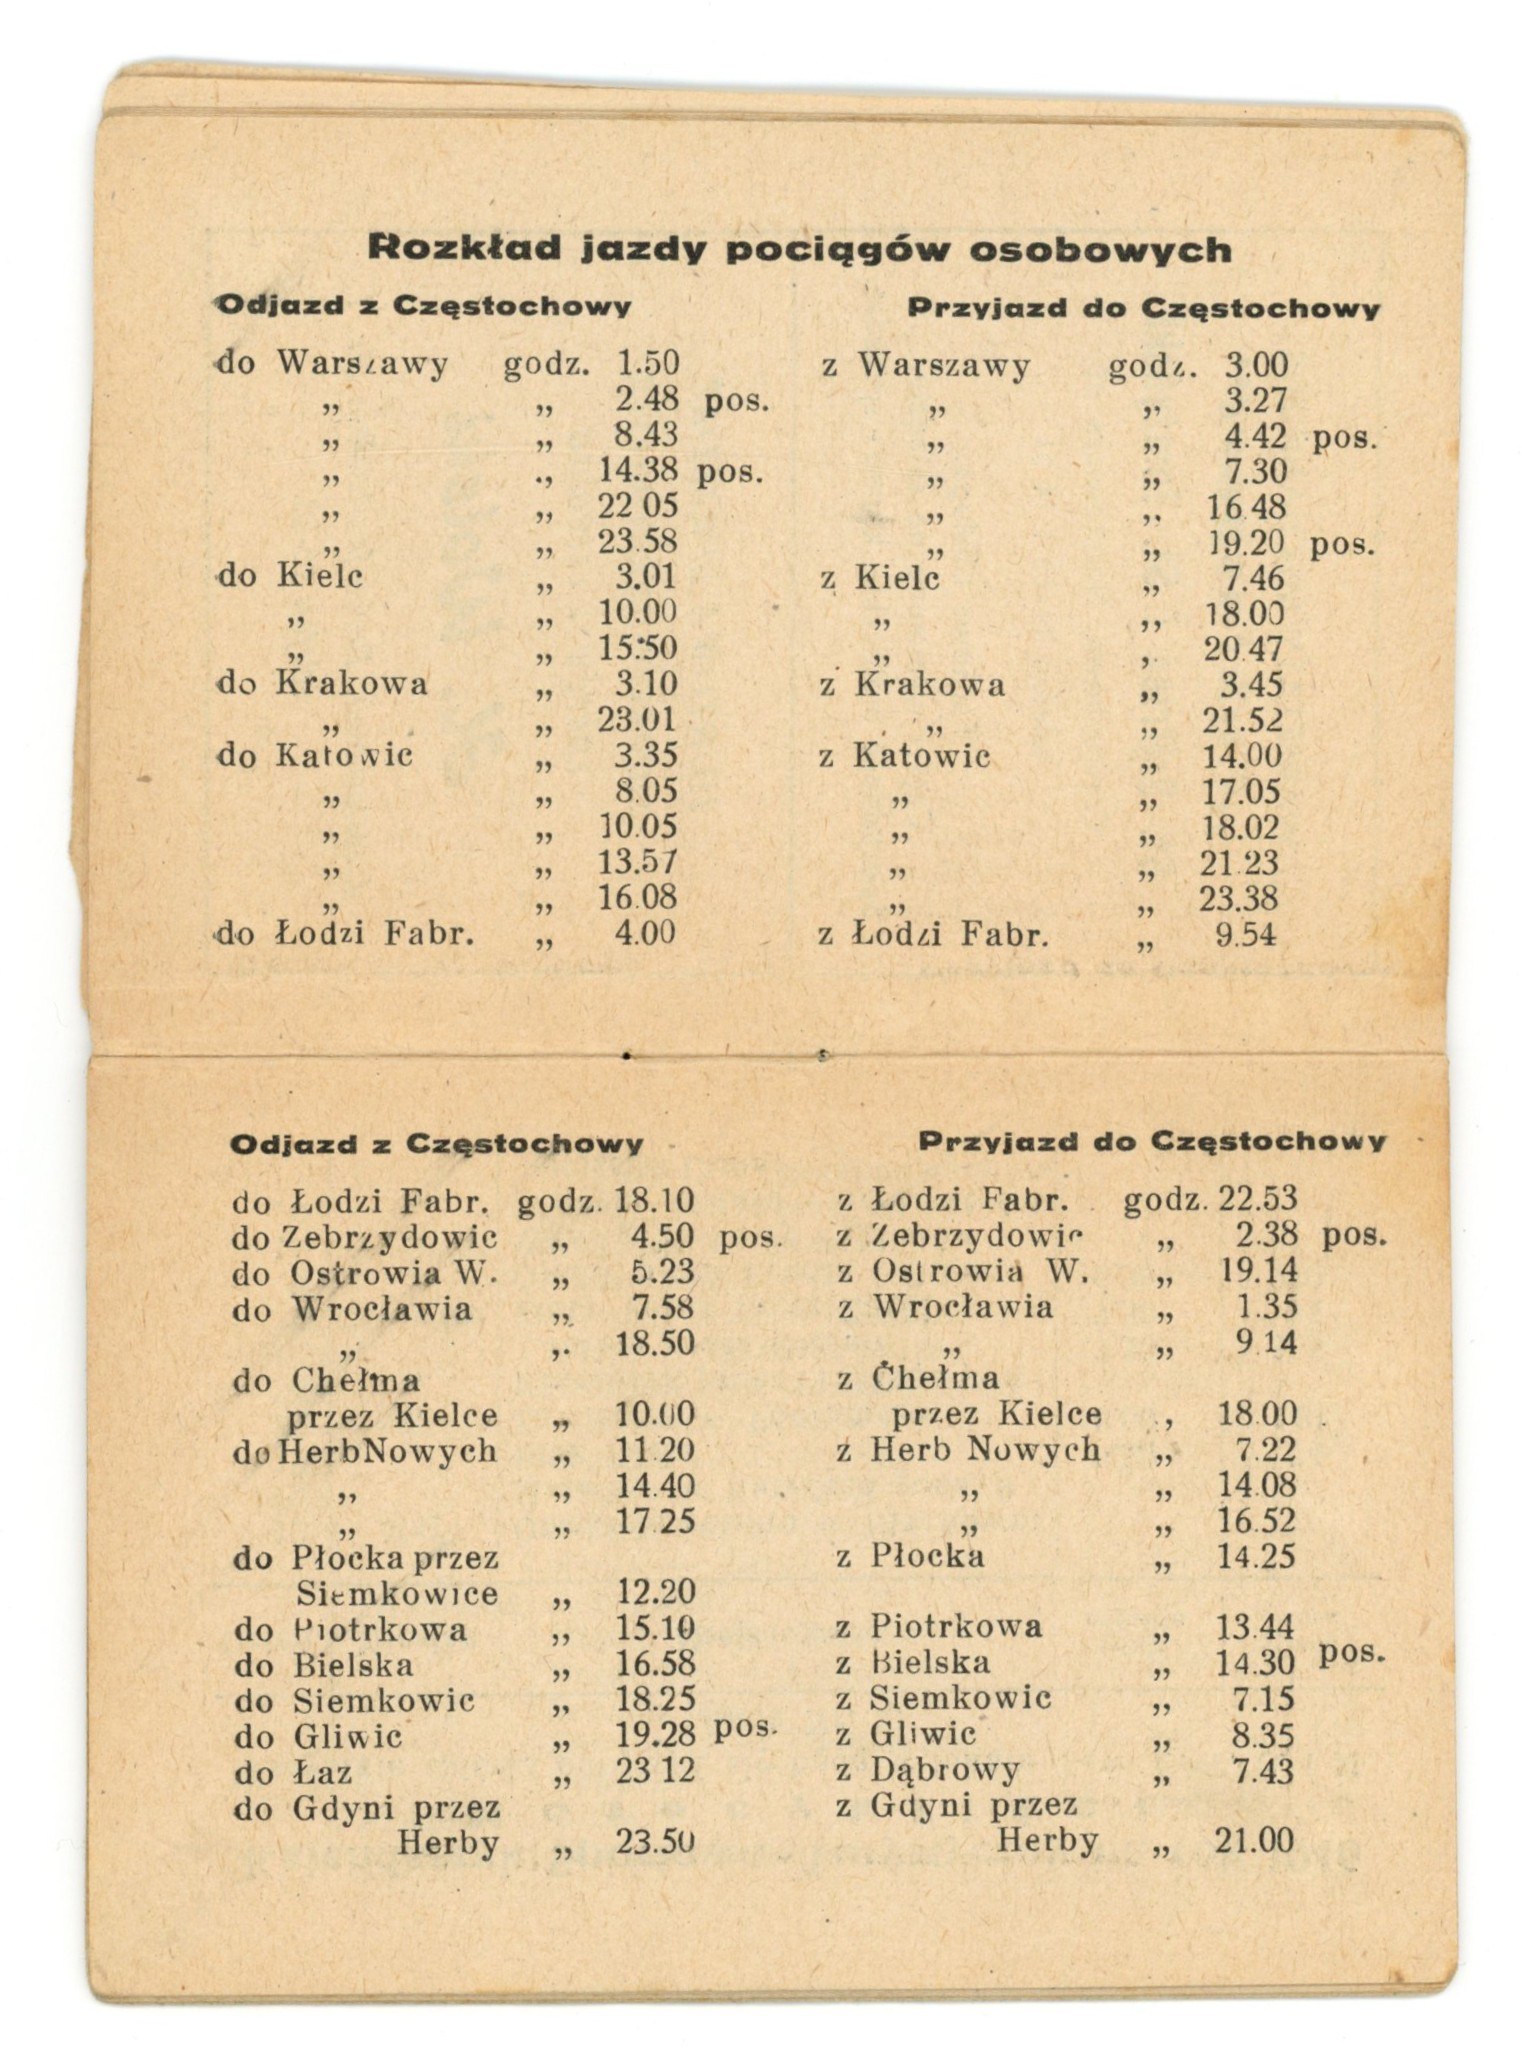 Rozkład jazdy pociągów osobowych
Odjazd z Częstochowy Przyjazd do Częstochowy
do Warszawy godz. 1.50 z Warszawy godz. 3.00
„ „ 2.48 pos. „ „ 3.27
„ „ 8.43 „ „ 4.42 pos.
„ „ 14.38 pos. „ „ 7.30
„ „ 22 05 „ „ 16.48
„ „ 23.58 „ „ 19.20 pos.
do Kielc „ 3.01 z Kielc „ 7.46
„ „ 10.00 „ „ 18.00
„ „ 15:50 „ „ 20.47
do Krakowa „ 3.10 z Krakowa „ 3.45
„ „ 23.01 „ „ 21.52
do Katowic „ 3.35 z Katowic „ 14.00
„ „ 8.05 „ „ 17.05
„ „ 10.05 „ „ 18.02
„ „ 13.57 „ „ 21 23
„ „ 16.08 „ „ 23.38
do Łodzi Fabr. „ 4.00 z Łodzi Fabr. „ 9.54
Odjazd z Częstochowy Przyjazd do Częstochowy
do Łodzi Fabr. godz. 18.10 z Łodzi Fabr. godz. 22.53
do Zebrzydowic „ 4.50 pos. z Zebrzydowic „ 2.38 pos.
do Ostrowia W. „ 5.23 z Ostrowia W. „ 19.14
do Wrocławia „ 7.58 z Wrocławia „ 1.35
„ „ 18.50 „ „ 9 14
do Chełma z Chełma
przez Kielce „ 10.00 przez Kielce „ 18.00
do Herb Nowych „ 11.20 z Herb Nowych „ 7.22
„ „ 14.40 „ „ 14.08
„ „ 17.25 „ „ 16.52
do Płocka przez z Płocka „ 14.25
Siemkowice „ 12.20
do Piotrkowa „ 15.10 z Piotrkowa „ 13.44
do Bielska „ 16.58 z Bielska „ 14.30 pos.
do Siemkowic „ 18.25 z Siemkowic „ 7.15
do Gliwic „ 19.28 pos. z Gliwic „ 8.35
do Łaz „ 23 12 z Dąbrowy „ 7.43
do Gdyni przez z Gdyni przez
Herby „ 23.50 Herby „ 21.00